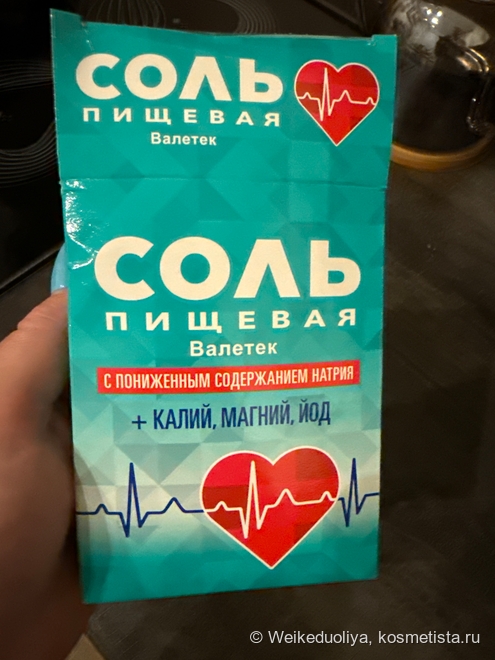 СОЛЬ
ПИЩЕВАЯ
Валетек
СОЛЬ
ПИЩЕВАЯ
Валетек
С ПОНИЖЕННЫМ СОДЕРЖАНИЕМ НАТРИЯ
+ КАЛИЙ, МАГНИЙ, ЙОД
© Weikeduoliya, kosmetista.ru